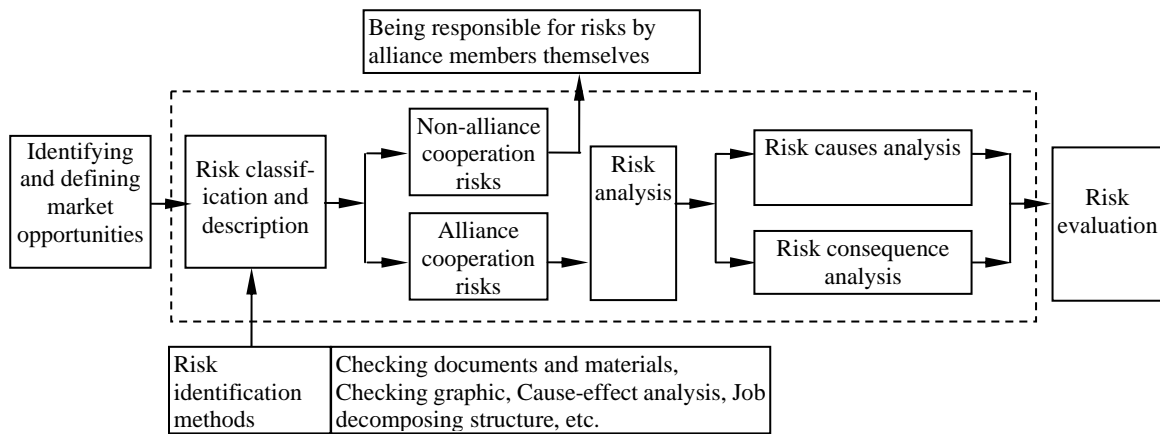 Being responsible for risks by
alliance members themselves
Identifying
and defining
market
opportunities
Risk classif-
ication and
description
Non-alliance
cooperation
risks
Alliance
cooperation
risks
Risk
analysis
Risk causes analysis
Risk consequence
analysis
Risk
evaluation
Risk
identification
methods
Checking documents and materials,
Checking graphic, Cause-effect analysis, Job
decomposing structure, etc.